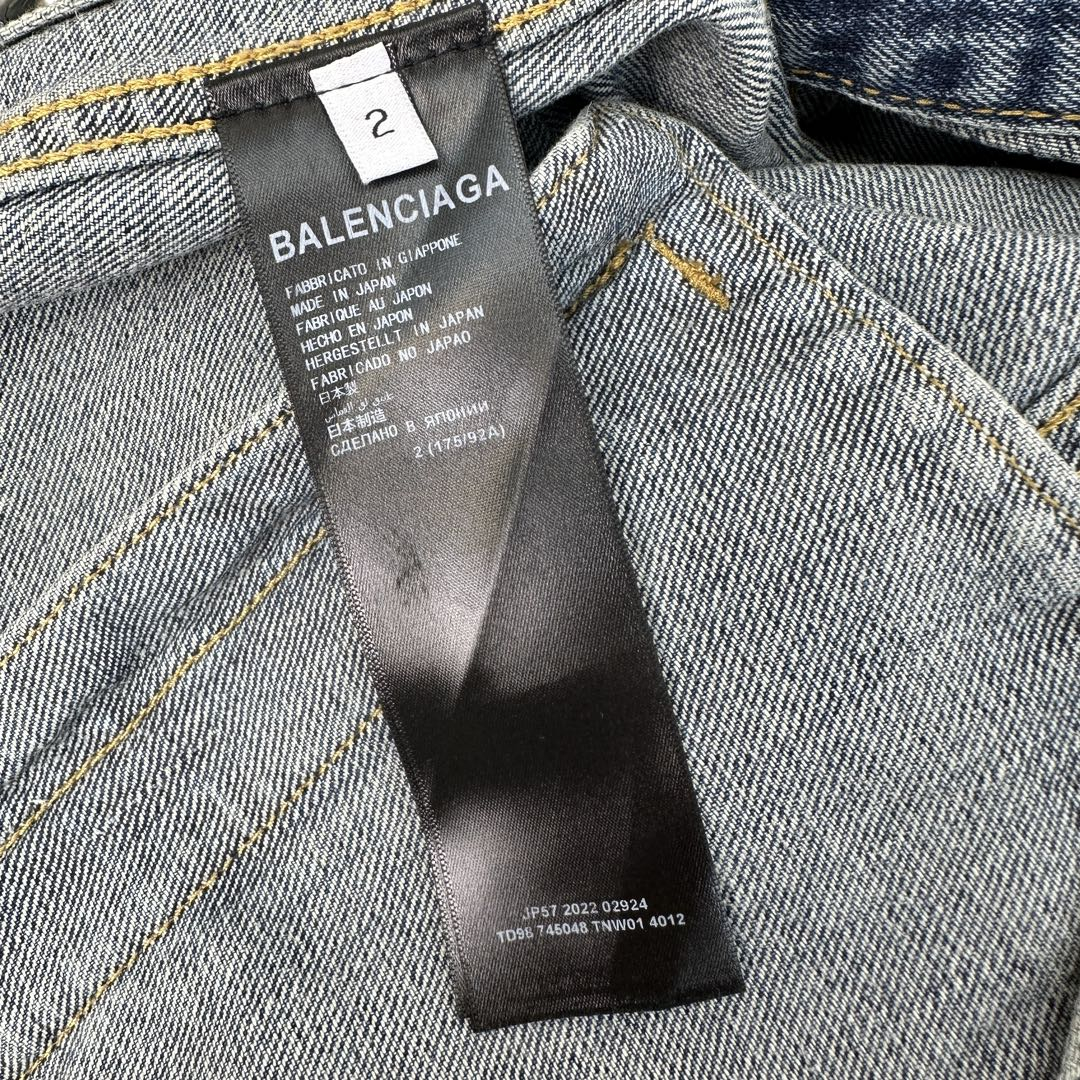 2
BALENCIAGA
FABBRICATO IN GIAPPONE
MADE IN JAPAN
FABRIQUE AU JAPON
HECHO EN JAPON
HERGESTELLT IN JAPAN
FABRICADO NO JAPAO
日本製
日本制造
СДЕЛАНО В ЯПОНИИ
2 (175/92A)
JP57 2022 02924
TD98 745048 TNW01 4012